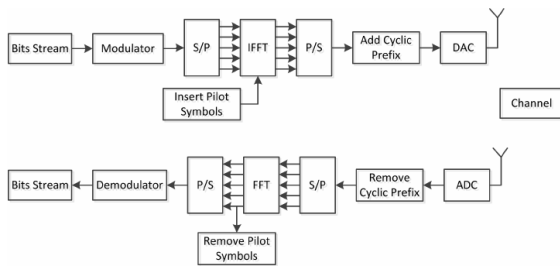 Bits Stream
Modulator
S/P
IFFT
P/S
Add Cyclic
Prefix
DAC
Insert Pilot
Symbols
Channel
Bits Stream
Demodulator
P/S
FFT
S/P
Remove
Cyclic Prefix
ADC
Remove Pilot
Symbols